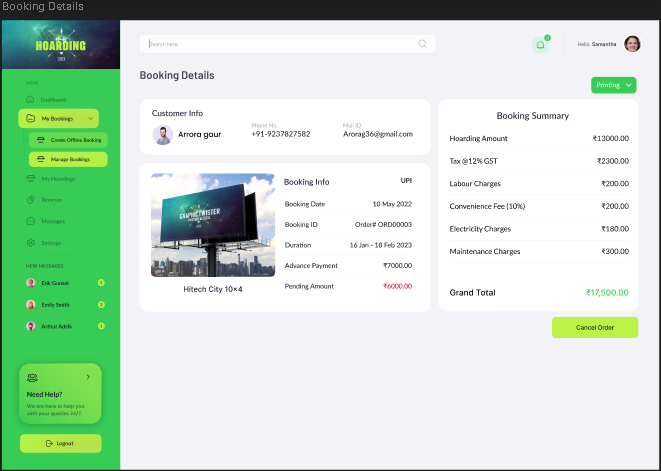 Booking Details
HOARDING
Search here
Hello, Samantha
MAIN
Dashboard
My Bookings
Create Offline Booking
Manage Bookings
My Hoardings
Revenue
Messages
Settings
NEW MESSAGES
Erik Gunsel
Emily Smith
Arthur Adelk
Need Help?
We are here to help you
with your queries 24/7.
Logout
Booking Details
Printing
Customer Info
Arrora gaur
Phone No.
+91-9237827582
Mail ID
Arorag36@gmail.com
GRAPHICTWISTER
Hitech City 10×4
Booking Info
UPI
Booking Date 10 May 2022
Booking ID Order# ORD00003
Duration 16 Jan - 18 Feb 2023
Advance Payment ₹7000.00
Pending Amount ₹6000.00
Booking Summary
Hoarding Amount ₹13000.00
Tax @12% GST ₹2300.00
Labour Charges ₹200.00
Convenience Fee (10%) ₹200.00
Electricity Charges ₹180.00
Maintenance Charges ₹300.00
Grand Total ₹17,500.00
Cancel Order